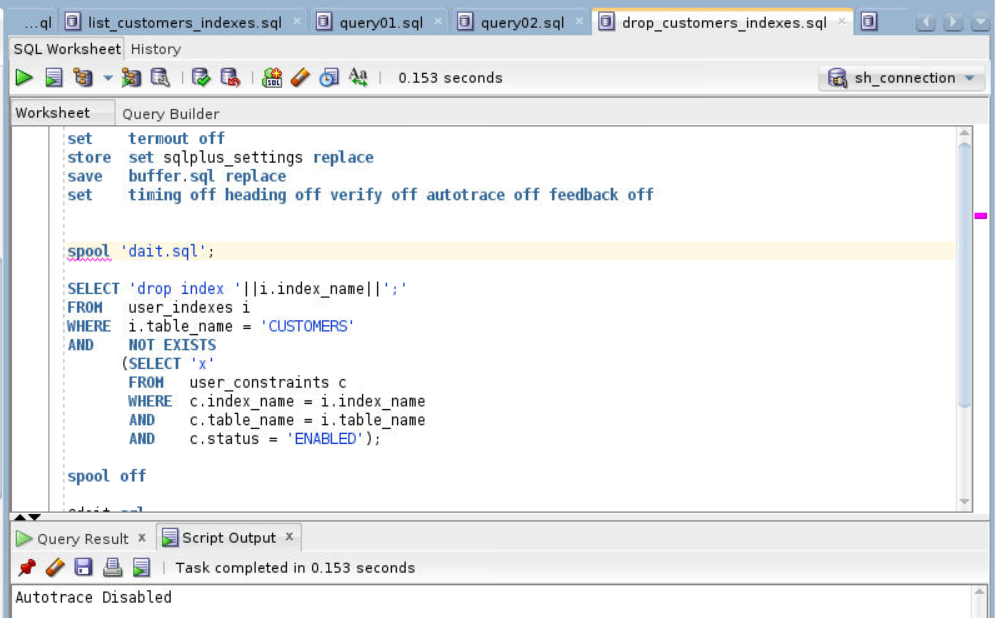 ...ql list_customers_indexes.sql × query01.sql × query02.sql × drop_customers_indexes.sql ×
SQL Worksheet History
0.153 seconds sh_connection
Worksheet Query Builder
set termout off
store set sqlplus_settings replace
save buffer.sql replace
set timing off heading off verify off autotrace off feedback off
spool 'dait.sql';
SELECT 'drop index '||i.index_name||';'
FROM user_indexes i
WHERE i.table_name = 'CUSTOMERS'
AND NOT EXISTS
(SELECT 'x'
FROM user_constraints c
WHERE c.index_name = i.index_name
AND c.table_name = i.table_name
AND c.status = 'ENABLED');
spool off
Query Result × Script Output ×
Task completed in 0.153 seconds
Autotrace Disabled